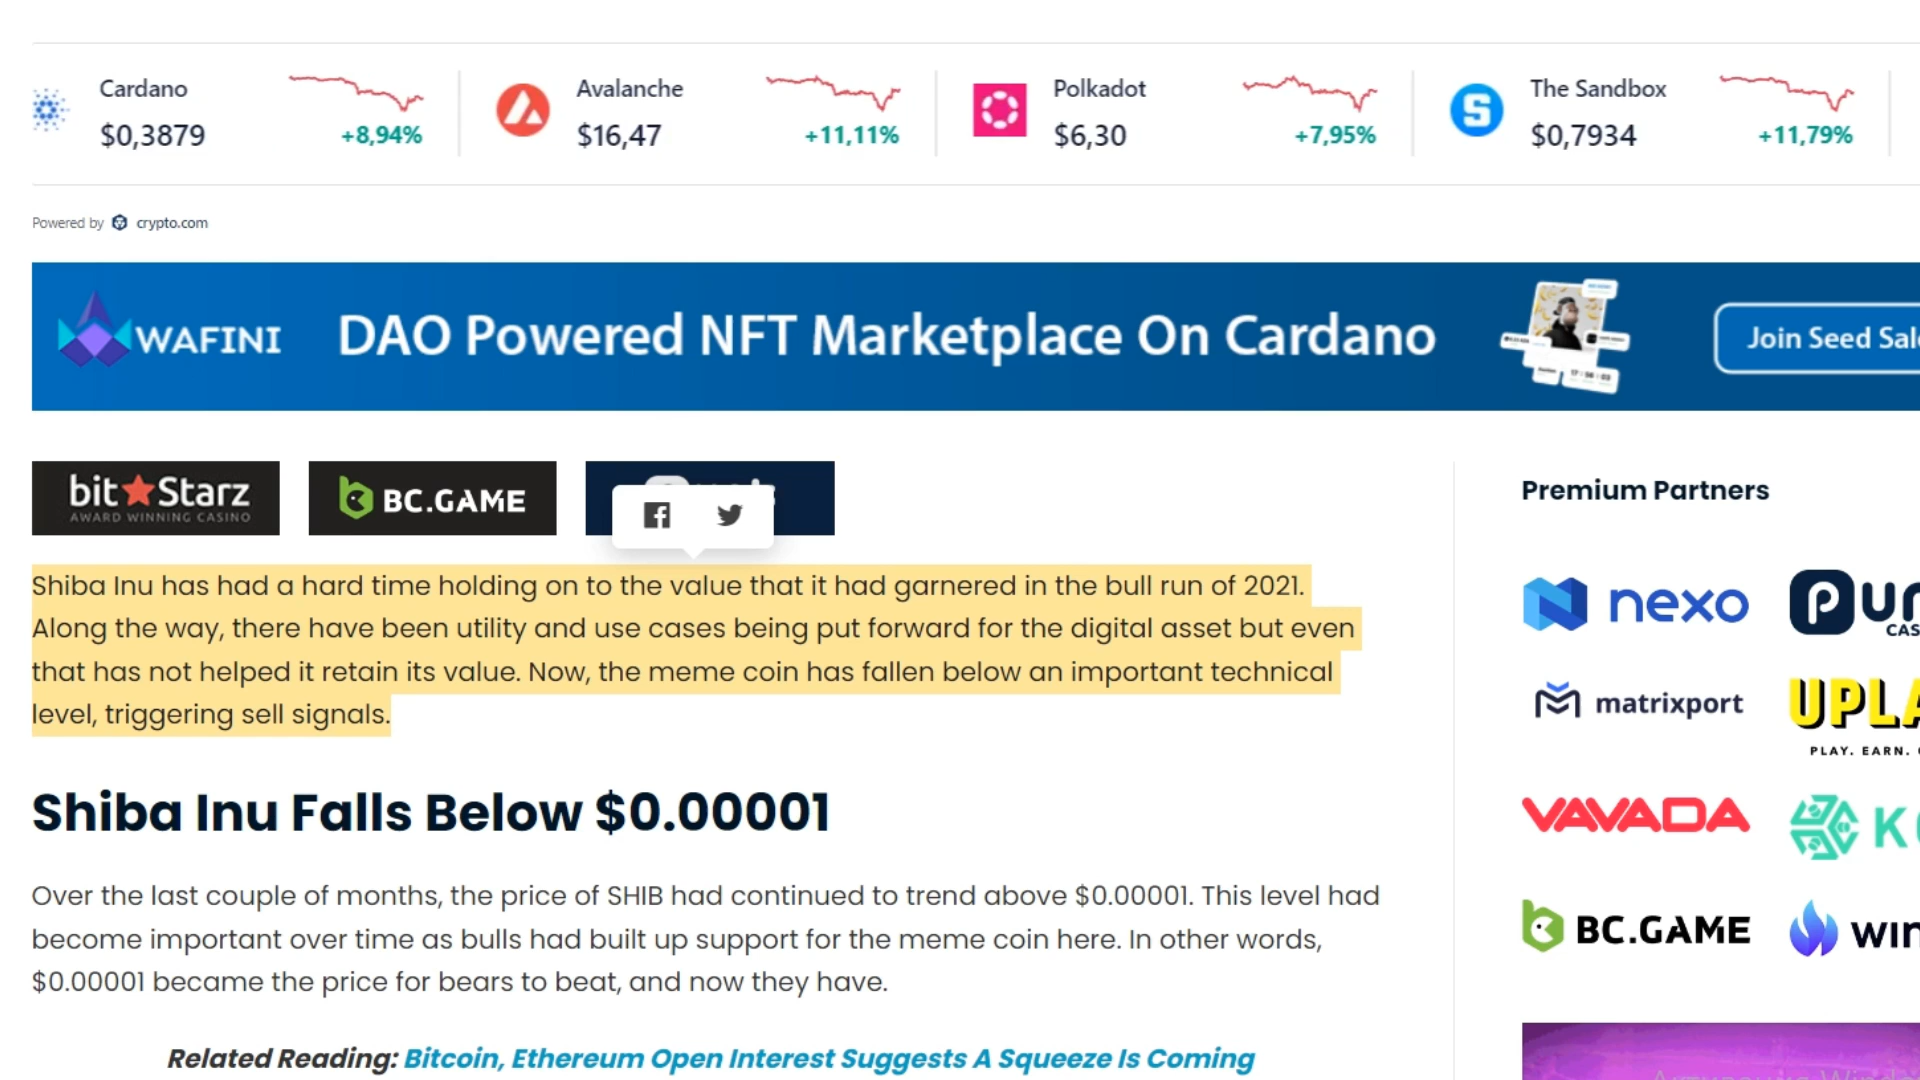 Cardano
$0,3879
+8,94%
Avalanche
$16,47
+11,11%
Polkadot
$6,30
+7,95%
The Sandbox
$0,7934
+11,79%
Powered by crypto.com
WAFINI
DAO Powered NFT Marketplace On Cardano
Join Seed Sal
bit Starz
AWARD WINNING CASINO
BC.GAME
Shiba Inu has had a hard time holding on to the value that it had garnered in the bull run of 2021.
Along the way, there have been utility and use cases being put forward for the digital asset but even
that has not helped it retain its value. Now, the meme coin has fallen below an important technical
level, triggering sell signals.
Shiba Inu Falls Below $0.00001
Over the last couple of months, the price of SHIB had continued to trend above $0.00001. This level had
become important over time as bulls had built up support for the meme coin here. In other words,
$0.00001 became the price for bears to beat, and now they have.
Related Reading: Bitcoin, Ethereum Open Interest Suggests A Squeeze Is Coming
Premium Partners
nexo
matrixport
PLAY. EARN.
VAVADA
BC.GAME